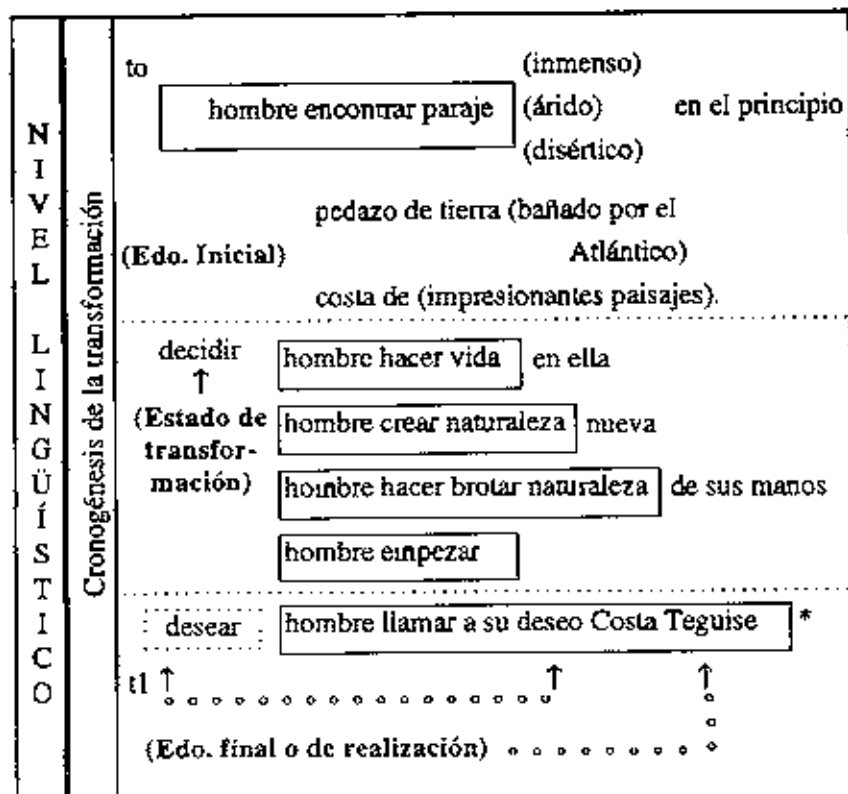 NIVEL LINGÜÍSTICO
Cronogénesis de la transformación
to
(inmenso)
hombre encontrar paraje (árido) en el principio
(disértico)
pedazo de tierra (bañado por el
(Edo. Inicial) Atlántico)
costa de (impresionantes paisajes).
decidir hombre hacer vida en ella
↑
(Estado de hombre crear naturaleza nueva
transfor-
mación) hombre hacer brotar naturaleza de sus manos
hombre empezar
desear hombre llamar a su deseo Costa Teguise *
t1 ↑ ↑ ↑
(Edo. final o de realización)